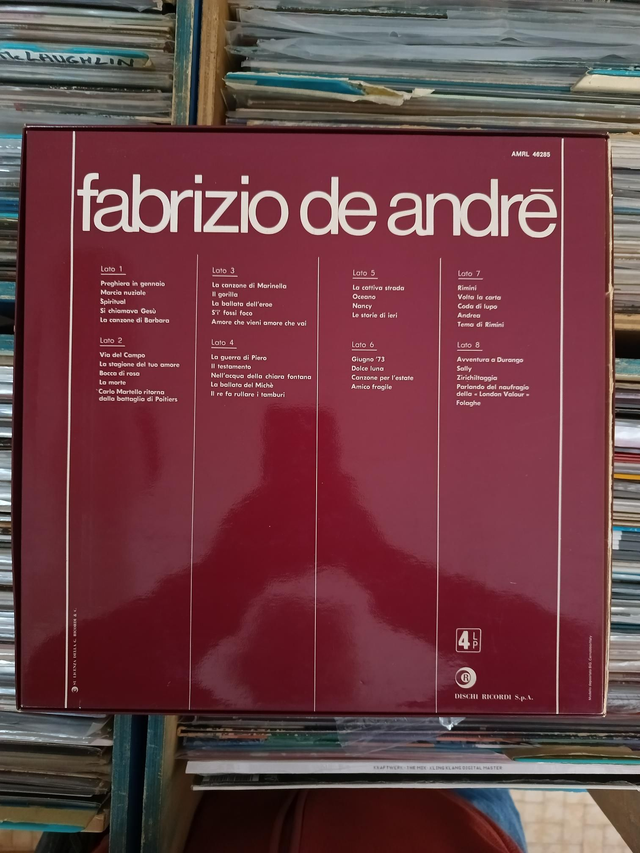 McLAUGHLIN
AMRL 46285
fabrizio de andrē
Lato 1
Preghiera in gennaio
Marcia nuziale
Spiritual
Si chiamava Gesù
La canzone di Barbara
Lato 2
Via del Campo
La stagione del tuo amore
Bocca di rosa
La morte
Carlo Martello ritorna
dalla battaglia di Poitiers
Lato 3
La canzone di Marinella
Il gorilla
La ballata dell'eroe
S'i' fossi foco
Amore che vieni amore che vai
Lato 4
La guerra di Piero
Il testamento
Nell'acqua della chiara fontana
La ballata del Michè
Il re fa rullare i tamburi
Lato 5
La cattiva strada
Oceano
Nancy
Le storie di ieri
Lato 6
Giugno '73
Dolce luna
Canzone per l'estate
Amico fragile
Lato 7
Rimini
Volta la carta
Coda di lupo
Andrea
Tema di Rimini
Lato 8
Avventura a Durango
Sally
Zirichiltaggia
Parlando del naufragio
della « London Valour »
Folaghe
4 LP
R
DISCHI RICORDI S.p.A.
KRAFTWERK